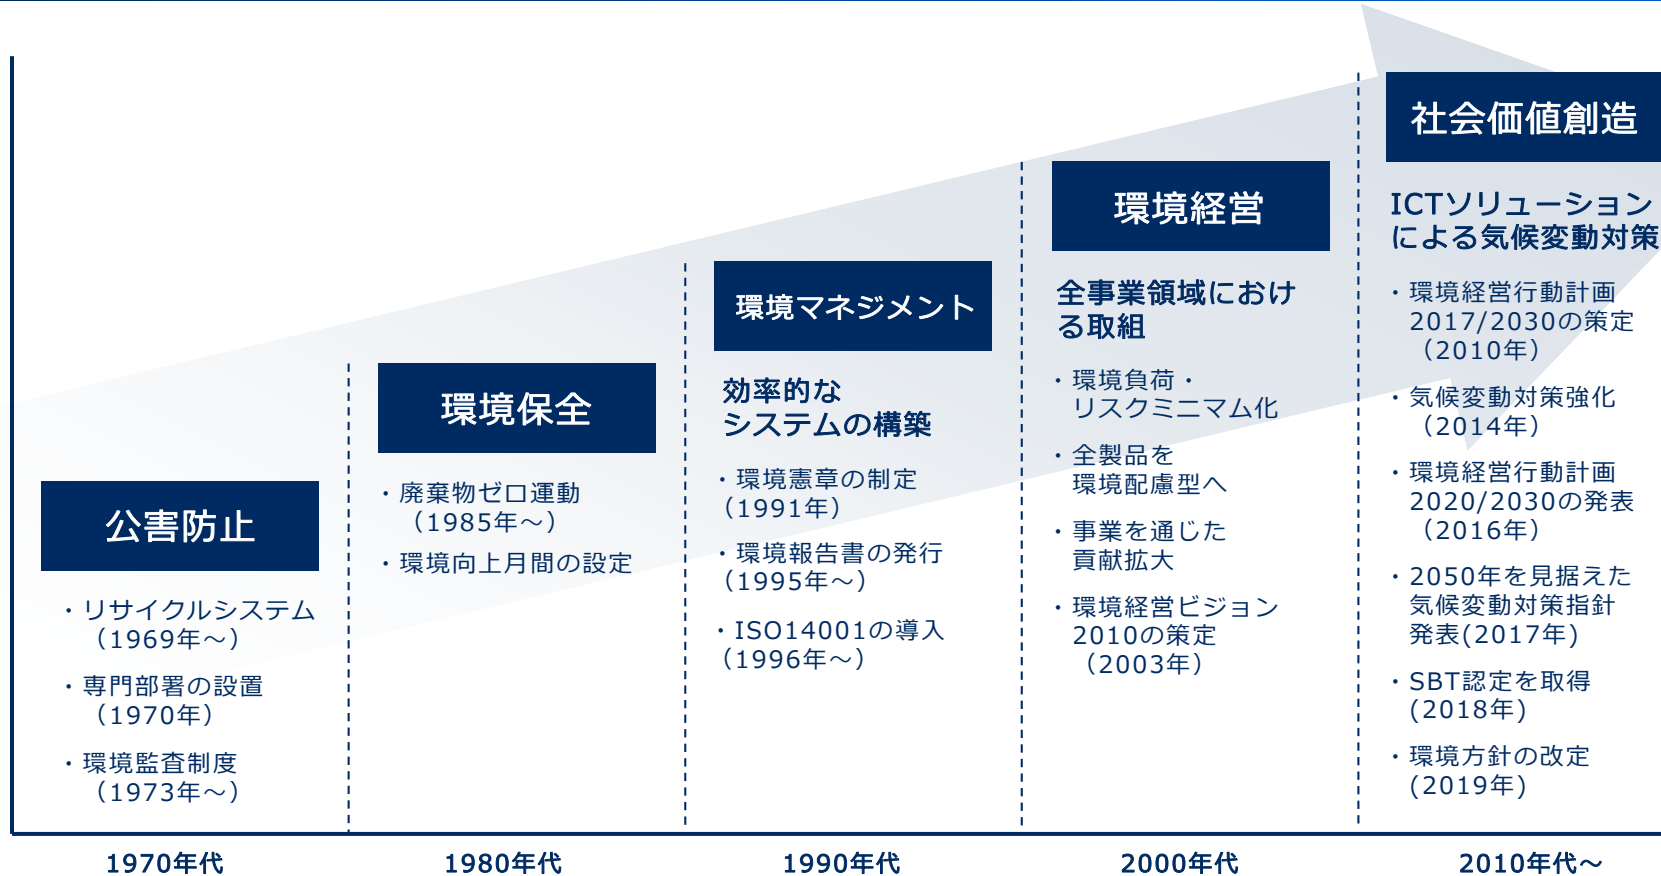 公害防止
・リサイクルシステム
（1969年～）
・専門部署の設置
（1970年）
・環境監査制度
（1973年～）
1970年代
環境保全
・廃棄物ゼロ運動
（1985年～）
・環境向上月間の設定
1980年代
環境マネジメント
効率的な
システムの構築
・環境憲章の制定
（1991年）
・環境報告書の発行
（1995年～）
・ISO14001の導入
（1996年～）
1990年代
環境経営
全事業領域におけ
る取組
・環境負荷・
リスクミニマム化
・全製品を
環境配慮型へ
・事業を通じた
貢献拡大
・環境経営ビジョン
2010の策定
（2003年）
2000年代
社会価値創造
ICTソリューション
による気候変動対策
・環境経営行動計画
2017/2030の策定
（2010年）
・気候変動対策強化
（2014年）
・環境経営行動計画
2020/2030の発表
（2016年）
・2050年を見据えた
気候変動対策指針
発表(2017年)
・SBT認定を取得
(2018年)
・環境方針の改定
(2019年)
2010年代～